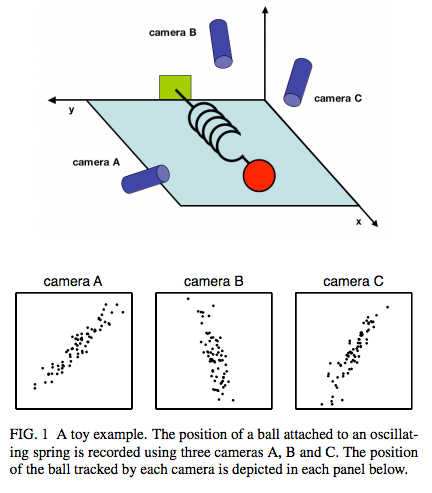 camera B
camera C
y
camera A
x
camera A camera B camera C
FIG. 1 A toy example. The position of a ball attached to an oscillat-
ing spring is recorded using three cameras A, B and C. The position
of the ball tracked by each camera is depicted in each panel below.